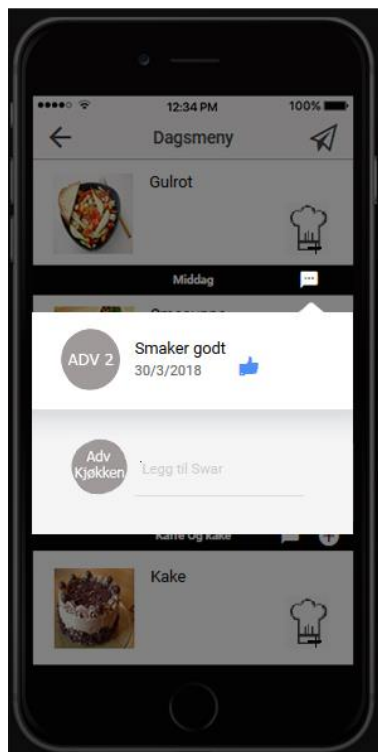 12:34 PM
100%
Dagsmeny
Gulrot
Middag
ADV 2
Smaker godt
30/3/2018
Adv
Kjøkken
Legg til Swar
Kaffe og kake
Kake